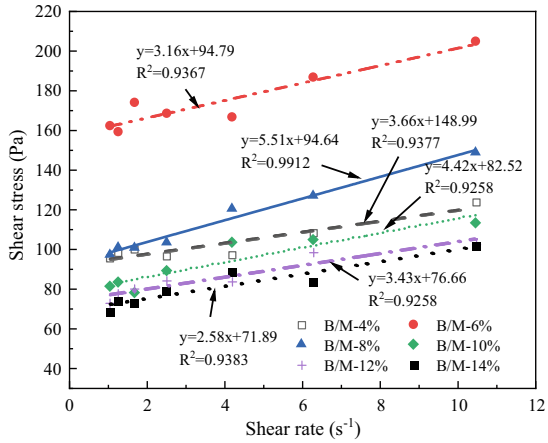 220
200
180
160
140
120
100
80
60
40
20
0
Shear stress (Pa)
y=3.16x+94.79
R²=0.9367
y=5.51x+94.64
R²=0.9912
y=3.66x+148.99
R²=0.9377
y=4.42x+82.52
R²=0.9258
y=3.43x+76.66
R²=0.9258
y=2.58x+71.89
R²=0.9383
B/M-4% B/M-6%
B/M-8% B/M-10%
B/M-12% B/M-14%
0 2 4 6 8 10 12
Shear rate (s⁻¹)